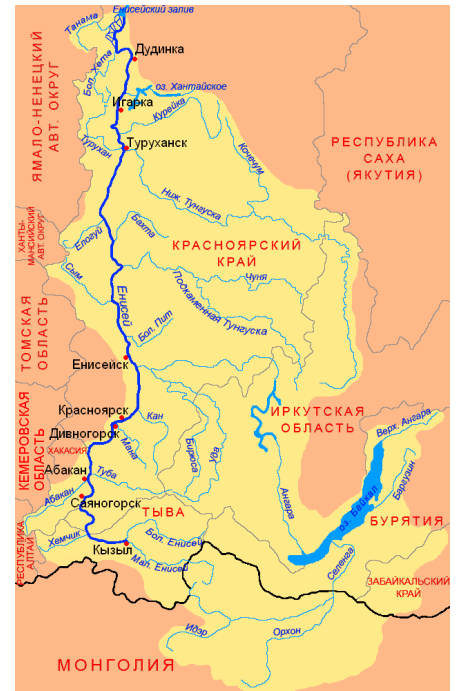 Енисейский залив
Танама
Дудинка
Бол. Хета
оз. Хантайское
Игарка
Курейка
ЯМАЛО-НЕНЕЦКИЙ
АВТ. ОКРУГ
Турухан
Туруханск
Кочечум
РЕСПУБЛИКА
САХА
(ЯКУТИЯ)
Ниж. Тунгуска
ХАНТЫ-
МАНСИЙСКИЙ
АВТ. ОКРУГ
Елогуй
Бахта
КРАСНОЯРСКИЙ
КРАЙ
Сым
Чуня
Подкаменная Тунгуска
Енисей
ТОМСКАЯ
ОБЛАСТЬ
Бол. Пит
Енисейск
КЕМЕРОВСКАЯ
ОБЛАСТЬ
Красноярск
Кан
ИРКУТСКАЯ
ОБЛАСТЬ
Дивногорск
Мана
Бирюса
Уда
Верх. Ангара
ХАКАСИЯ
Абакан
Туба
Баргузин
Абакан
Саяногорск
ТЫВА
Ангара
оз. Байкал
БУРЯТИЯ
РЕСПУБЛИКА
АЛТАЙ
Хемчик
Кызыл
Бол. Енисей
Мал. Енисей
Селенга
ЗАБАЙКАЛЬСКИЙ
КРАЙ
Идэр
Орхон
МОНГОЛИЯ